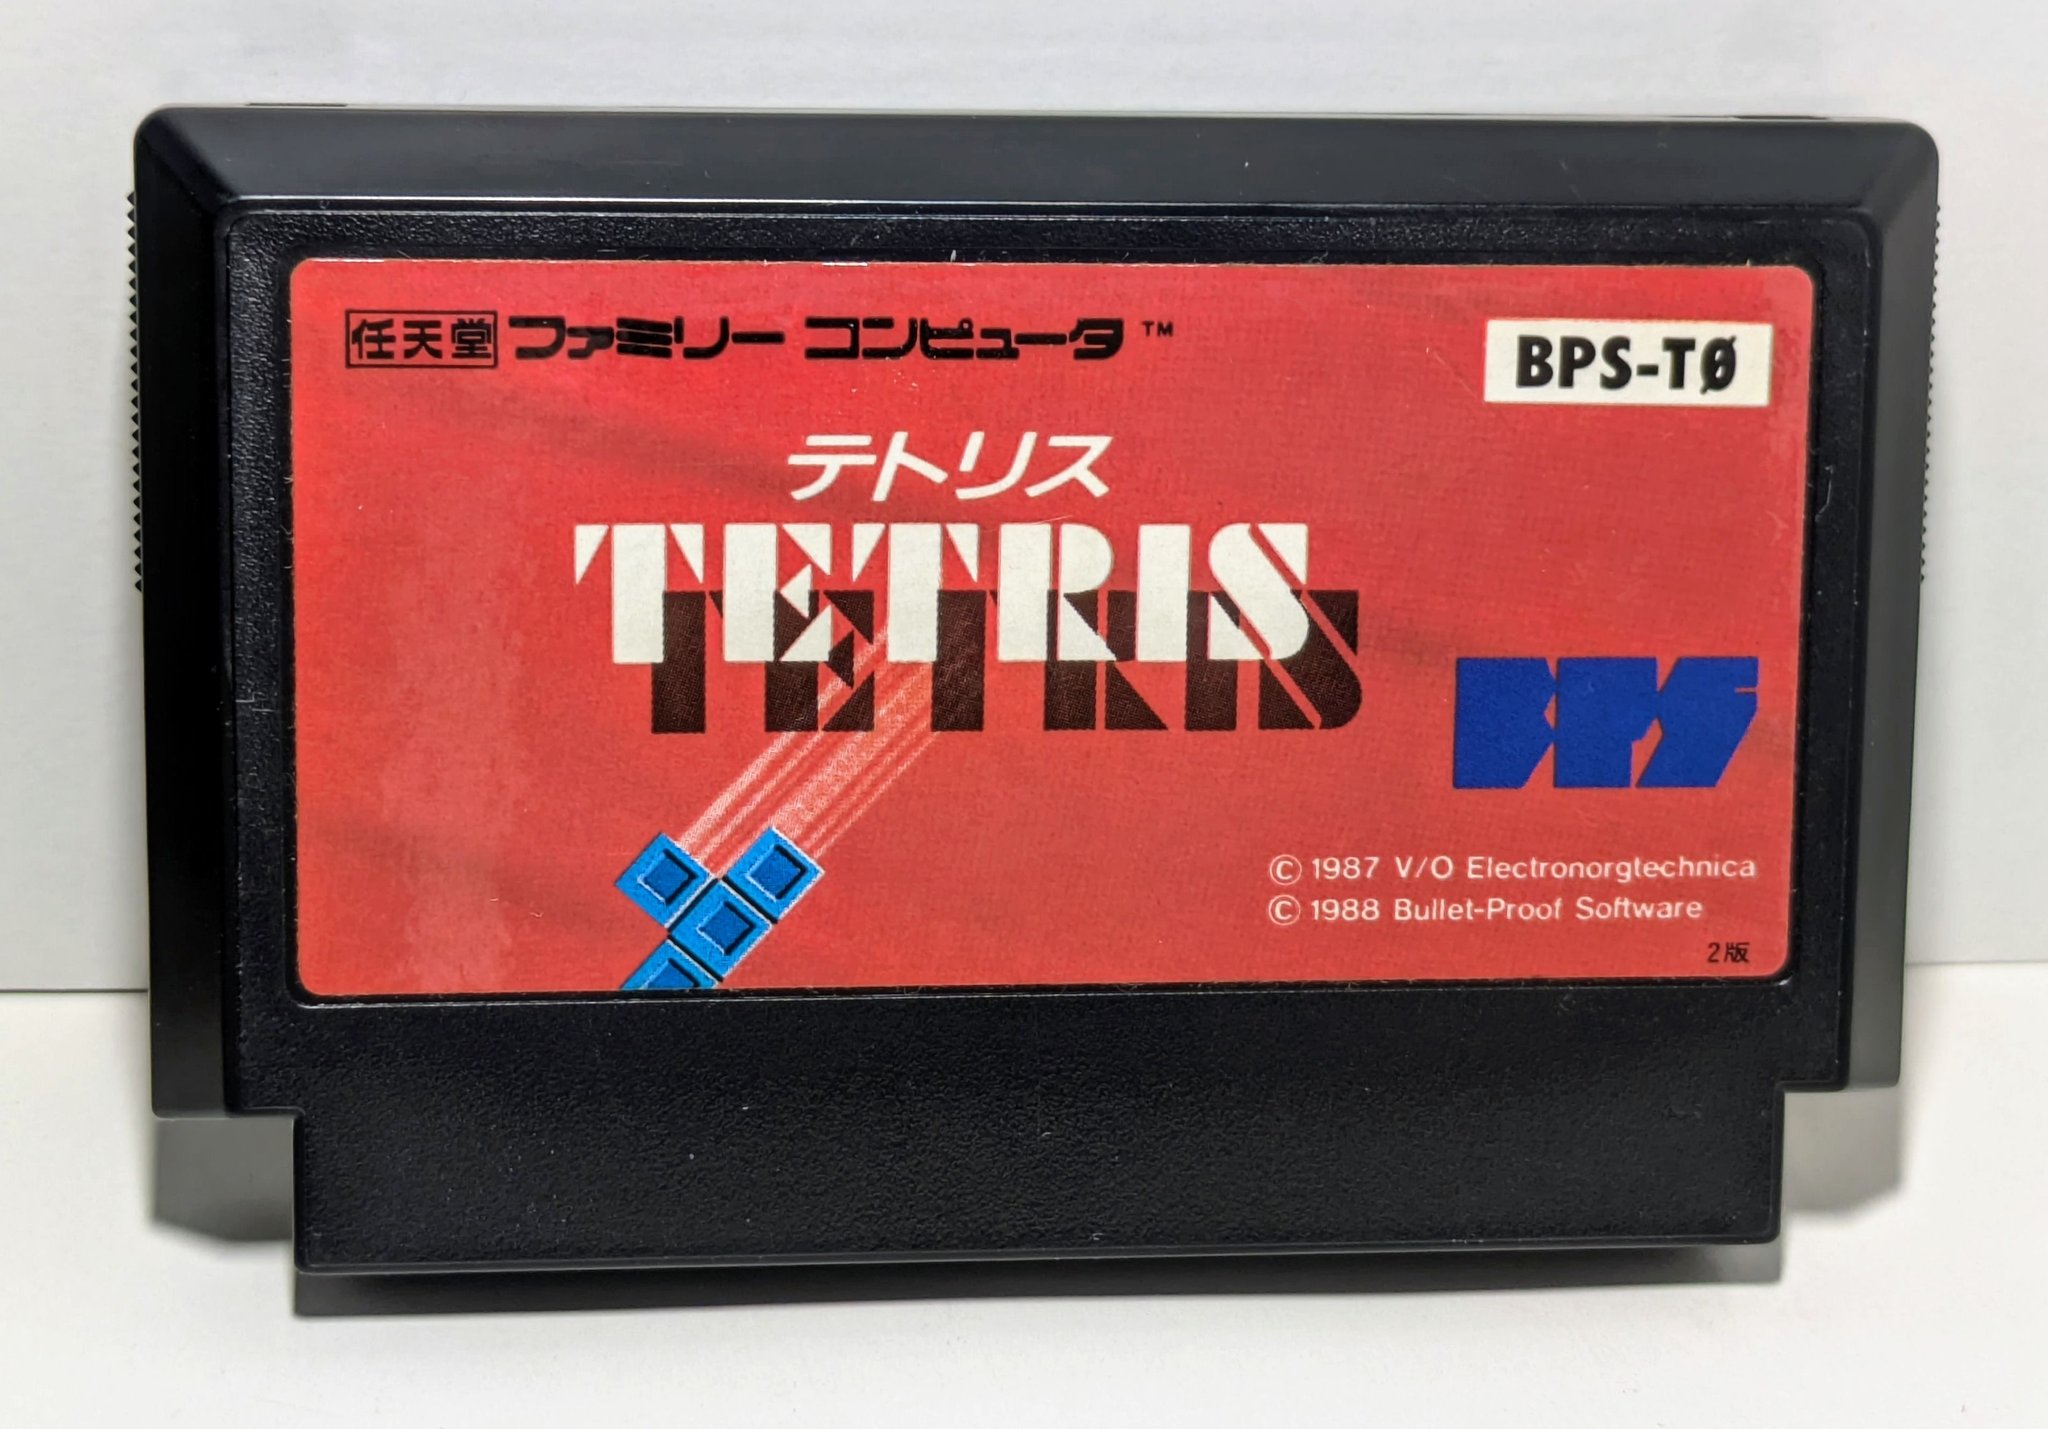 任天堂 ファミリー コンピュータ ™
BPS-TØ
テトリス
TETRIS
BPS
© 1987 V/O Electronorgtechnica
© 1988 Bullet-Proof Software
2版